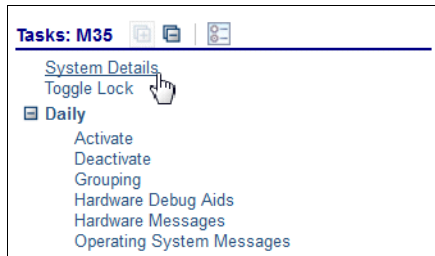 Tasks: M35
System Details
Toggle Lock
Daily
Activate
Deactivate
Grouping
Hardware Debug Aids
Hardware Messages
Operating System Messages